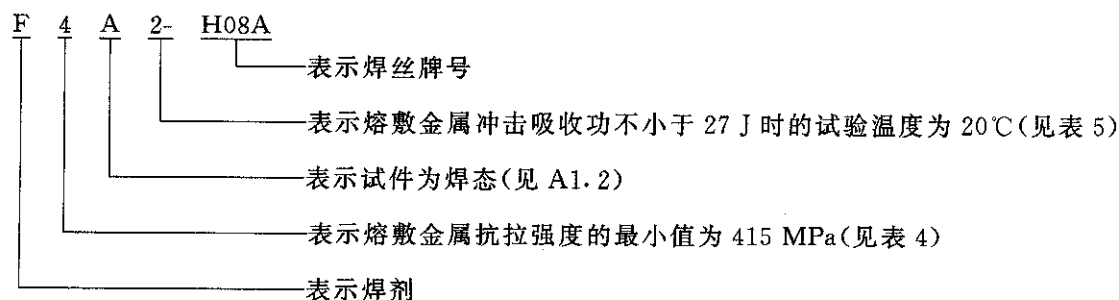 F 4 A 2- H08A
表示焊丝牌号
表示熔敷金属冲击吸收功不小于 27 J 时的试验温度为 20℃(见表 5)
表示试件为焊态(见 A1.2)
表示熔敷金属抗拉强度的最小值为 415 MPa(见表 4)
表示焊剂